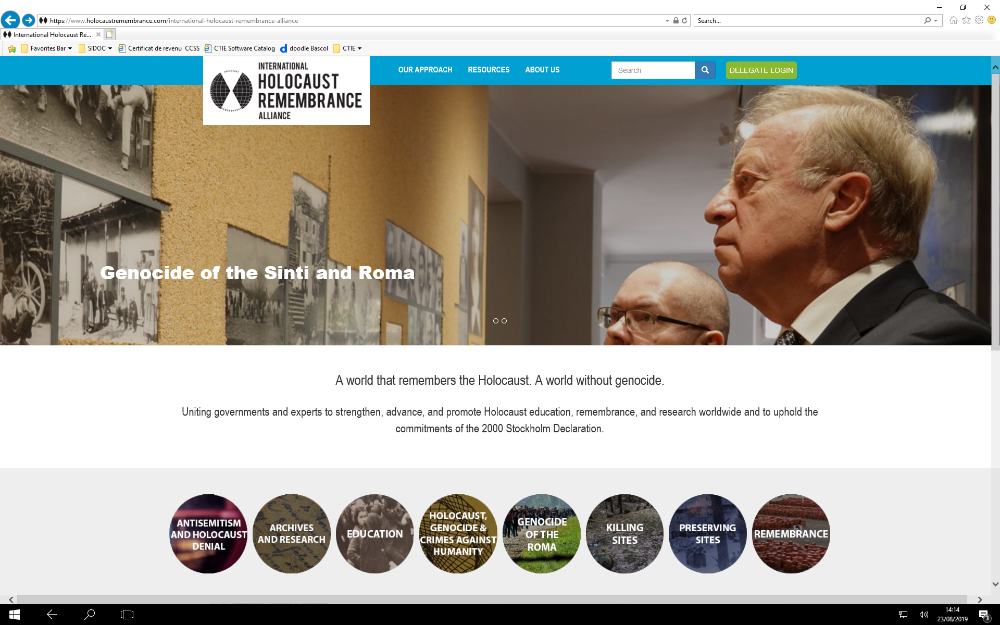 https://www.holocaustremembrance.com/international-holocaust-remembrance-alliance
Search...
International Holocaust Re...
Favorites Bar
SIDOC
Certificat de revenu CCSS
CTIE Software Catalog
doodle Bascol
CTIE
HOLOCAUST
REMEMBRANCE
INTERNATIONAL
HOLOCAUST
REMEMBRANCE
ALLIANCE
OUR APPROACH
RESOURCES
ABOUT US
Search
DELEGATE LOGIN
Genocide of the Sinti and Roma
A world that remembers the Holocaust. A world without genocide.
Uniting governments and experts to strengthen, advance, and promote Holocaust education, remembrance, and research worldwide and to uphold the
commitments of the 2000 Stockholm Declaration.
ANTISEMITISM
AND HOLOCAUST
DENIAL
ARCHIVES
AND RESEARCH
EDUCATION
HOLOCAUST,
GENOCIDE &
CRIMES AGAINST
HUMANITY
GENOCIDE
OF THE
ROMA
KILLING
SITES
PRESERVING
SITES
REMEMBRANCE
14:14
23/08/2019
3